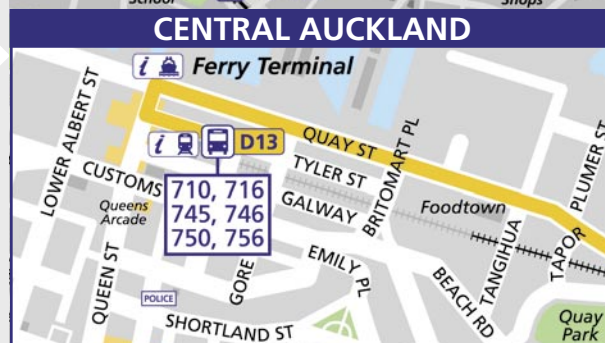 School
Shops
CENTRAL AUCKLAND
i
Ferry Terminal
LOWER ALBERT ST
i
D13
QUAY ST
TYLER ST
BRITOMART PL
PLUMER ST
CUSTOMS
Queens
Arcade
710, 716
745, 746
750, 756
GALWAY
Foodtown
TANGIHUA
TAPOR
QUEEN ST
GORE
EMILY PL
BEACH RD
POLICE
SHORTLAND ST
Quay
Park